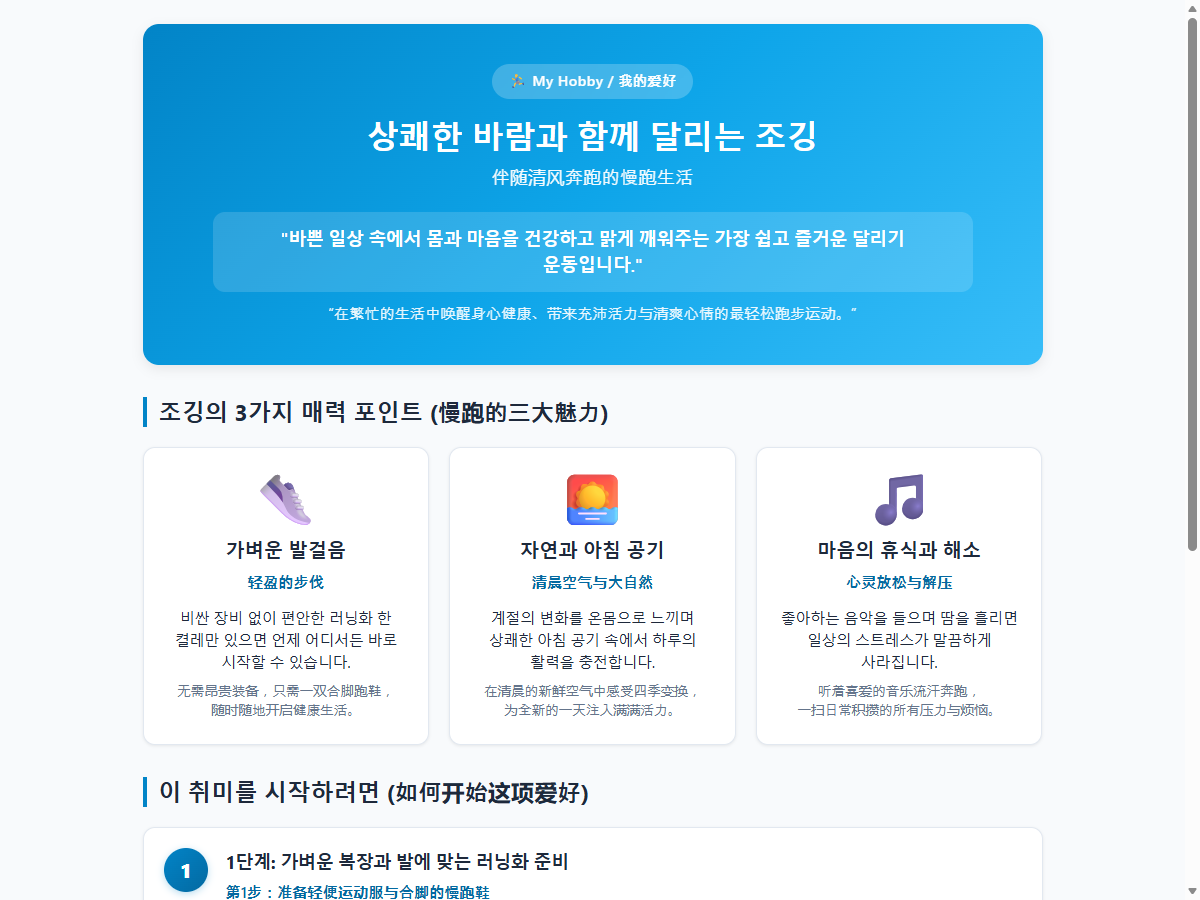 My Hobby / 我的爱好
상쾌한 바람과 함께 달리는 조깅
伴随清风奔跑的慢跑生活
"바쁜 일상 속에서 몸과 마음을 건강하고 맑게 깨워주는 가장 쉽고 즐거운 달리기
운동입니다."
"在繁忙的生活中唤醒身心健康、带来充沛活力与清爽心情的最轻松跑步运动。"
조깅의 3가지 매력 포인트 (慢跑的三大魅力)
가벼운 발걸음
轻盈的步伐
비싼 장비 없이 편안한 러닝화 한
켤레만 있으면 언제 어디서든 바로
시작할 수 있습니다.
无需昂贵装备，只需一双合脚跑鞋，
随时随地开启健康生活。
자연과 아침 공기
清晨空气与大自然
계절의 변화를 온몸으로 느끼며
상쾌한 아침 공기 속에서 하루의
활력을 충전합니다.
在清晨的新鲜空气中感受四季变换，
为全新的一天注入满满活力。
마음의 휴식과 해소
心灵放松与解压
좋아하는 음악을 들으며 땀을 흘리면
일상의 스트레스가 말끔하게
사라집니다.
听着喜爱的音乐流汗奔跑，
一扫日常积攒的所有压力与烦恼。
이 취미를 시작하려면 (如何开始这项爱好)
1
1단계: 가벼운 복장과 발에 맞는 러닝화 준비
第1步：准备轻便运动服与合脚的慢跑鞋